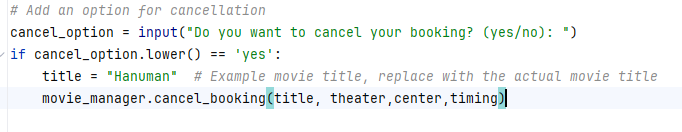 # Add an option for cancellation
cancel_option = input("Do you want to cancel your booking? (yes/no): ")
if cancel_option.lower() == 'yes':
    title = "Hanuman"  # Example movie title, replace with the actual movie title
    movie_manager.cancel_booking(title, theater,center,timing)